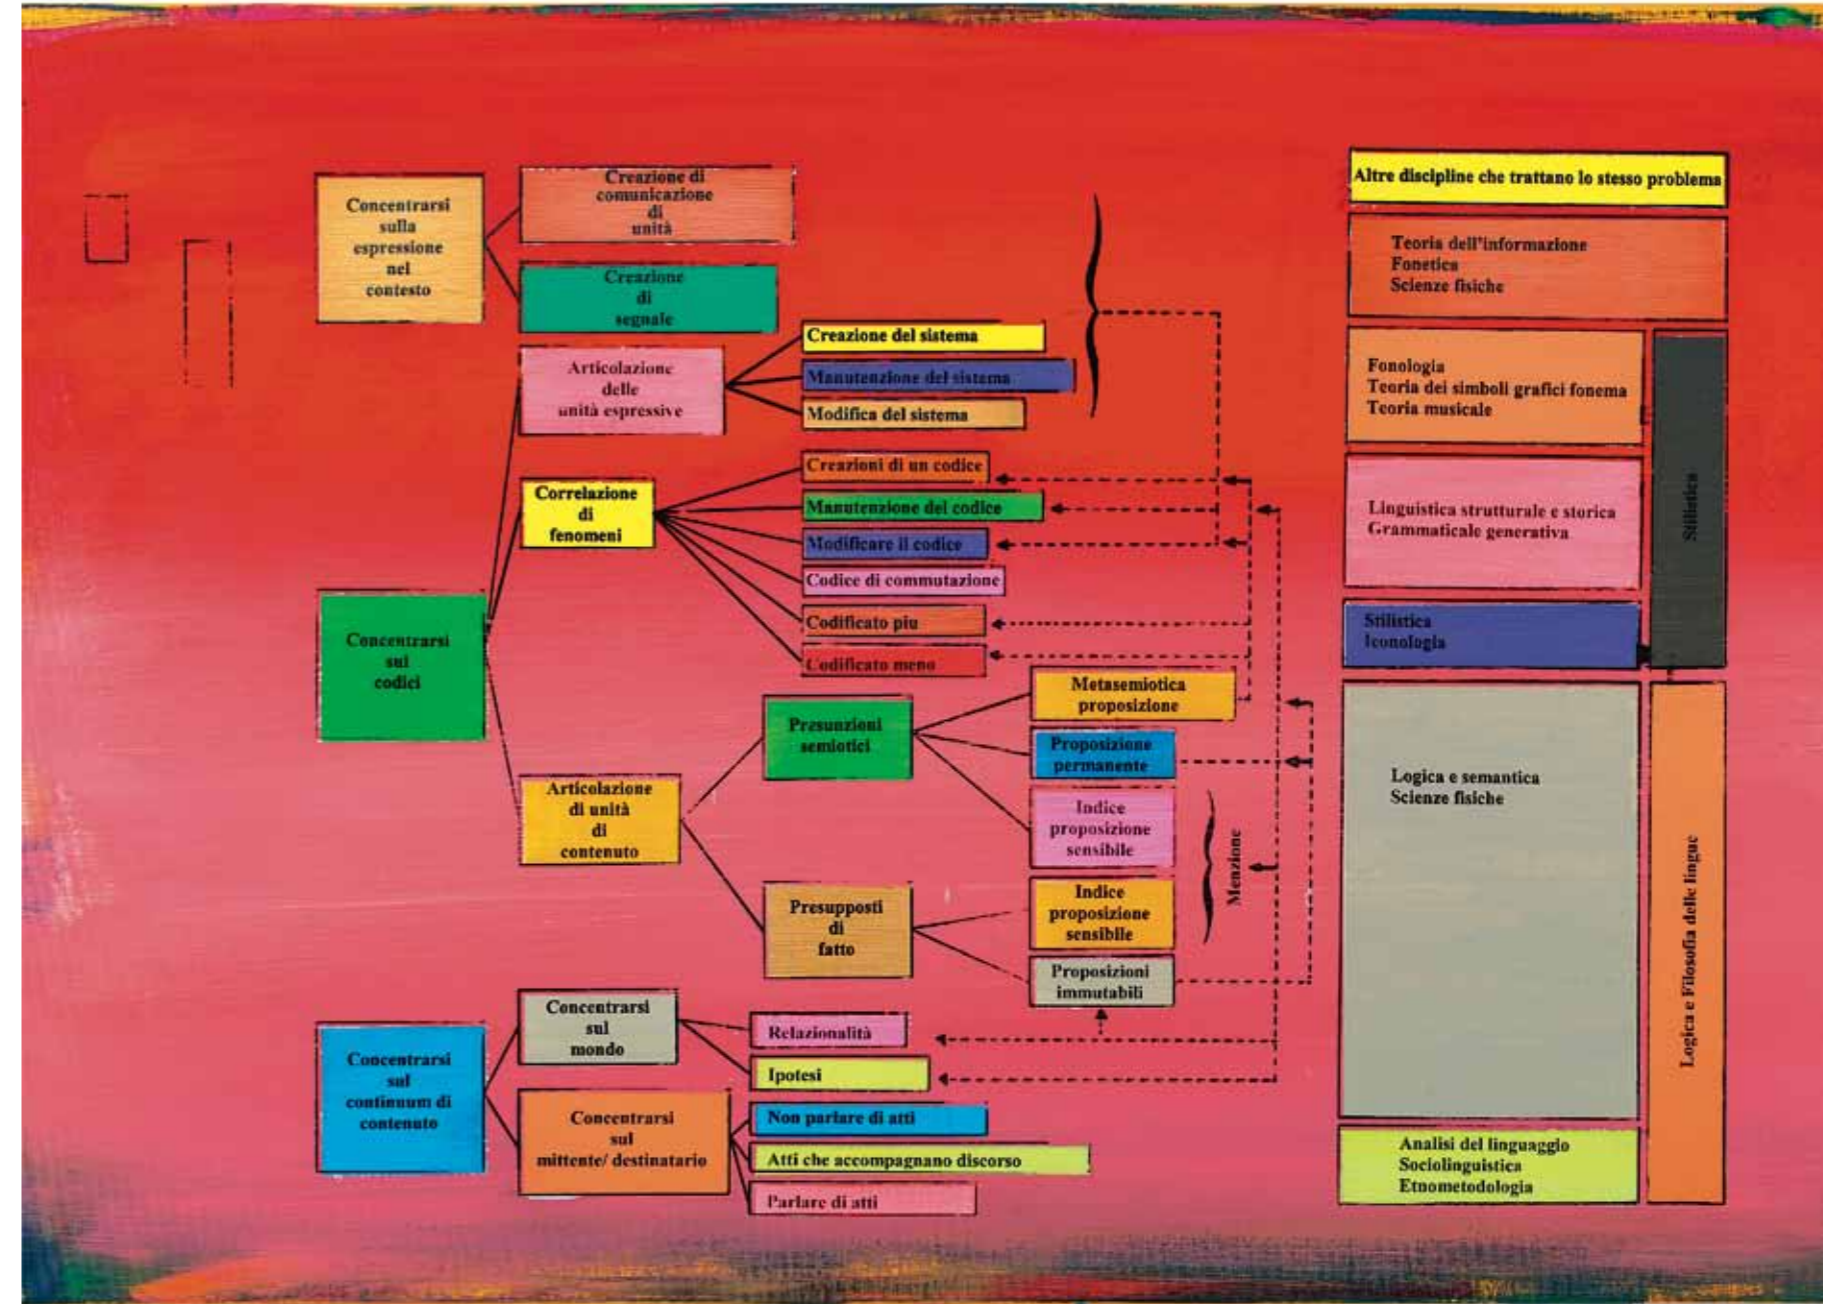 Concentrarsi
sulla
espressione
nel
contesto
Creazione di
comunicazione
di
unità
Creazione
di
segnale
Articolazione
delle
unità espressive
Creazione del sistema
Manutenzione del sistema
Modifica del sistema
Correlazione
di
fenomeni
Creazioni di un codice
Manutenzione del codice
Modificare il codice
Codice di commutazione
Codificato piu
Codificato meno
Concentrarsi
sui
codici
Articolazione
di unità
di
contenuto
Presunzioni
semiotici
Metasemiotica
proposizione
Proposizione
permanente
Indice
proposizione
sensibile
Presupposti
di
fatto
Indice
proposizione
sensibile
Proposizioni
immutabili
Menzione
Concentrarsi
sul
continuum di
contenuto
Concentrarsi
sul
mondo
Relazionalità
Ipotesi
Concentrarsi
sul
mittente/ destinatario
Non parlare di atti
Atti che accompagnano discorso
Parlare di atti
Altre discipline che trattano lo stesso problema
Teoria dell'informazione
Fonetica
Scienze fisiche
Fonologia
Teoria dei simboli grafici fonema
Teoria musicale
Linguistica strutturale e storica
Grammaticale generativa
Stilistica
Iconologia
Stilistica
Logica e semantica
Scienze fisiche
Logica e Filosofia delle lingue
Analisi del linguaggio
Sociolinguistica
Etnometodologia